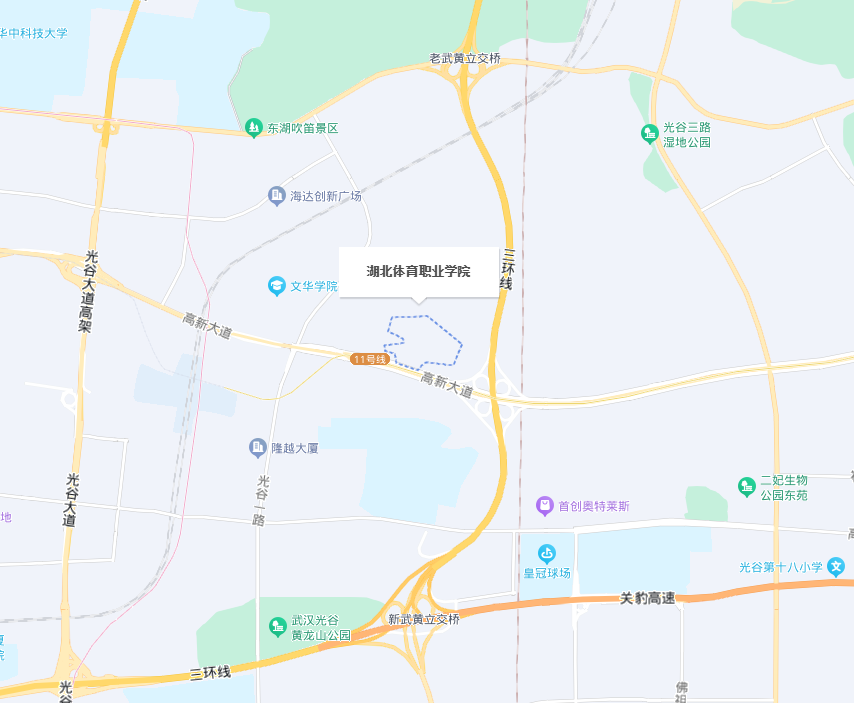 华中科技大学
老武黄立交桥
东湖吹笛景区
光谷三路
湿地公园
海达创新广场
三环线
光谷大道高架
湖北体育职业学院
文华学院
高新大道
11号线
高新大道
隆越大厦
光谷一路
光谷大道
二妃生物
公园东苑
首创奥特莱斯
地
皇冠球场
光谷第十八小学
关豹高速
武汉光谷
黄龙山公园
新武黄立交桥
三环线
光谷
佛祖